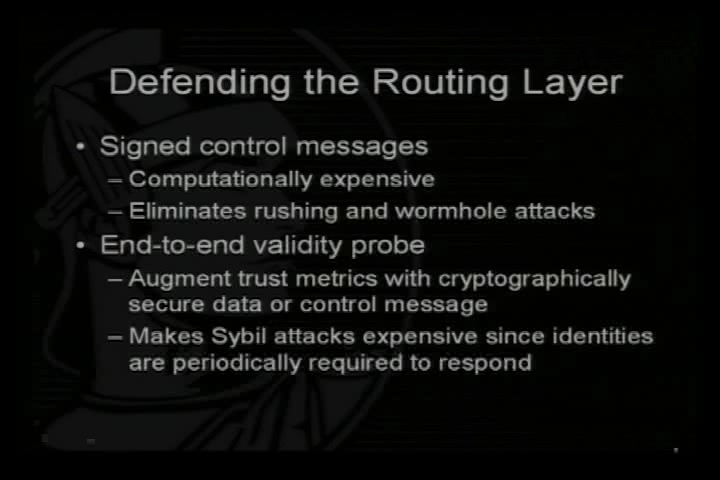 Defending the Routing Layer
• Signed control messages
– Computationally expensive
– Eliminates rushing and wormhole attacks
• End-to-end validity probe
– Augment trust metrics with cryptographically
secure data or control message
– Makes Sybil attacks expensive since identities
are periodically required to respond